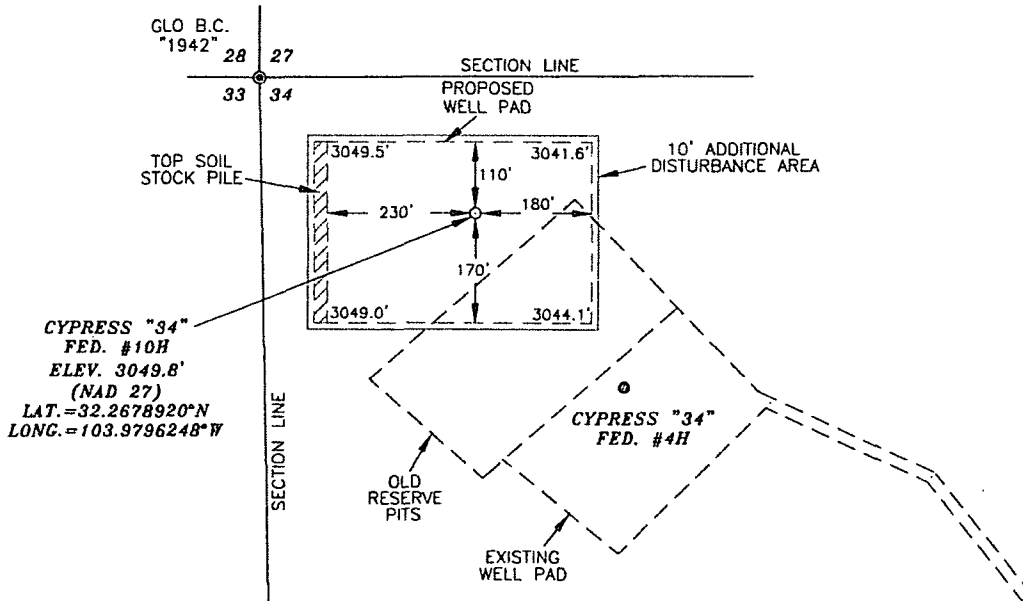 GLO B.C.
"1942"
28 27
33 34
SECTION LINE
PROPOSED
WELL PAD
3049.5'
3041.6'
10' ADDITIONAL
DISTURBANCE AREA
TOP SOIL
STOCK PILE
110'
230'
180'
170'
3049.0'
3044.1'
CYPRESS "34"
FED. #10H
ELEV. 3049.8'
(NAD 27)
LAT.=32.2678920°N
LONG.=103.9796248°W
SECTION LINE
CYPRESS "34"
FED. #4H
OLD
RESERVE
PITS
EXISTING
WELL PAD